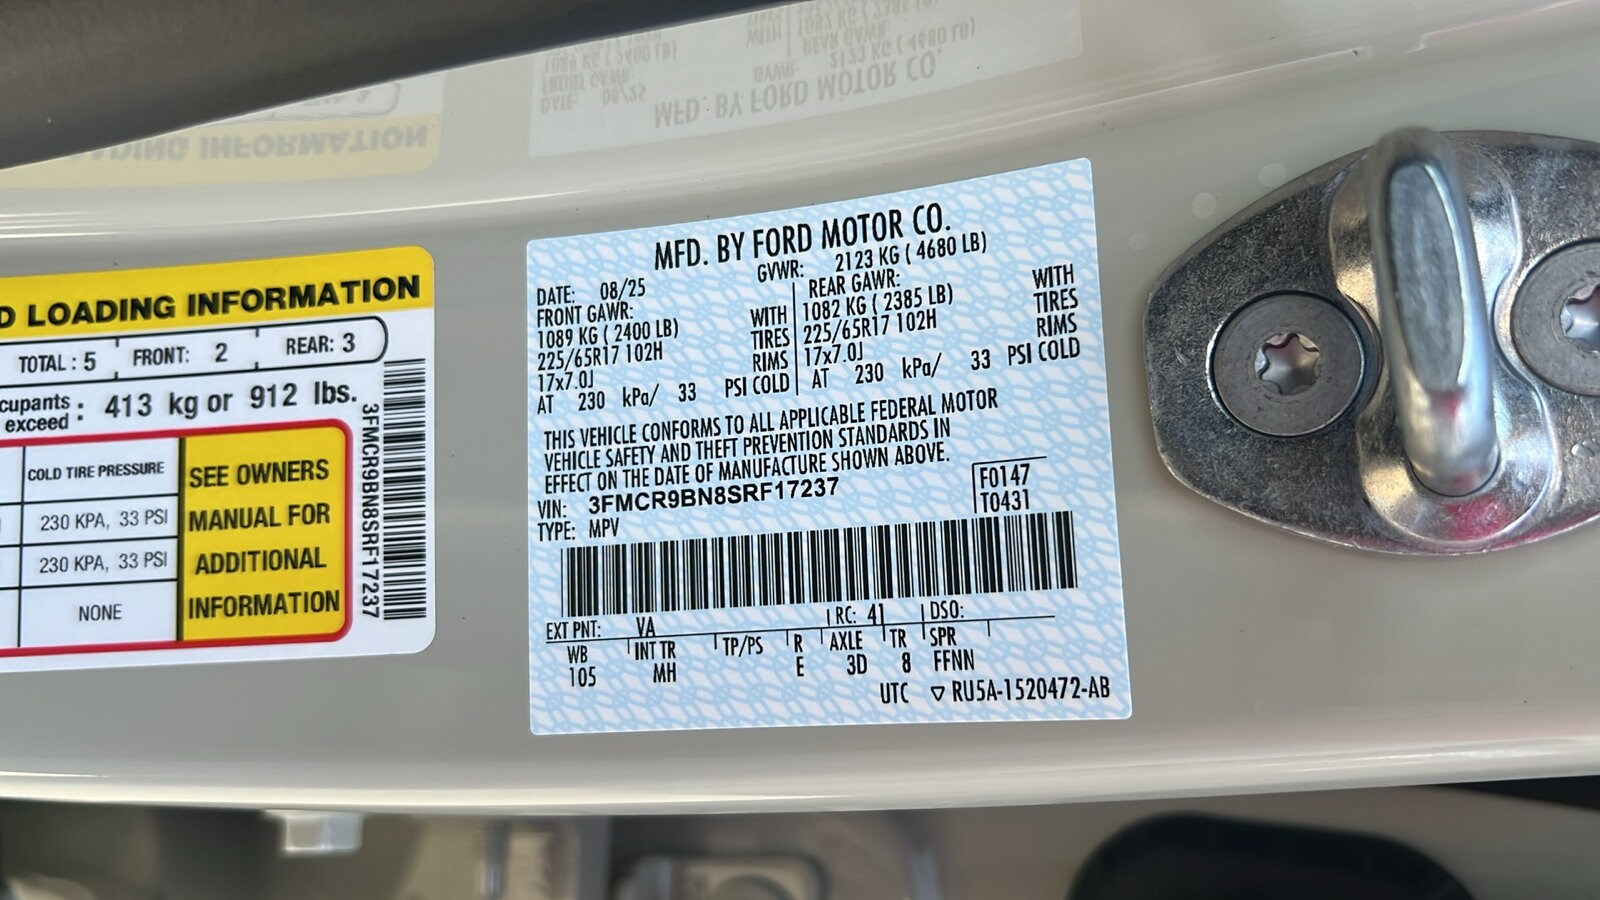 D LOADING INFORMATION
TOTAL : 5 FRONT: 2 REAR: 3
cupants
exceed : 413 kg or 912 lbs.
COLD TIRE PRESSURE
230 KPA, 33 PSI
230 KPA, 33 PSI
NONE
SEE OWNERS
MANUAL FOR
ADDITIONAL
INFORMATION
3FMCR9BN8SRF17237
MFD. BY FORD MOTOR CO.
DATE: 08/25 GVWR: 2123 KG ( 4680 LB)
FRONT GAWR: REAR GAWR:
1089 KG ( 2400 LB) WITH 1082 KG ( 2385 LB) WITH
225/65R17 102H TIRES 225/65R17 102H TIRES
17x7.0J RIMS 17x7.0J RIMS
AT 230 kPa/ 33 PSI COLD AT 230 kPa/ 33 PSI COLD
THIS VEHICLE CONFORMS TO ALL APPLICABLE FEDERAL MOTOR
VEHICLE SAFETY AND THEFT PREVENTION STANDARDS IN
EFFECT ON THE DATE OF MANUFACTURE SHOWN ABOVE.
VIN: 3FMCR9BN8SRF17237 F0147
TYPE: MPV T0431
EXT PNT: VA RC: 41 DSO:
WB INT TR TP/PS R AXLE TR SPR
105 MH E 3D 8 FFNN
UTC ▽ RU5A-1520472-AB